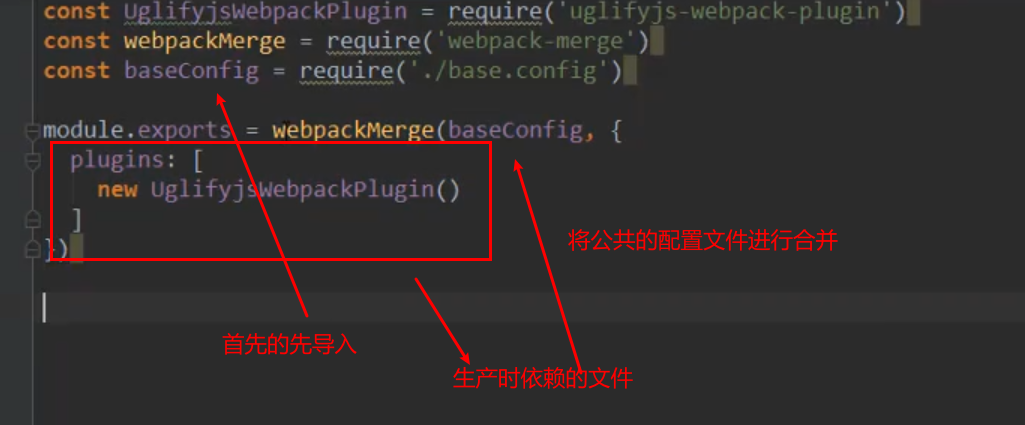 const UglifyjsWebpackPlugin = require('uglifyjs-webpack-plugin')
const webpackMerge = require('webpack-merge')
const baseConfig = require('./base.config')
module.exports = webpackMerge(baseConfig, {
plugins: [
new UglifyjsWebpackPlugin()
]
})
将公共的配置文件进行合并
首先的先导入
生产时依赖的文件